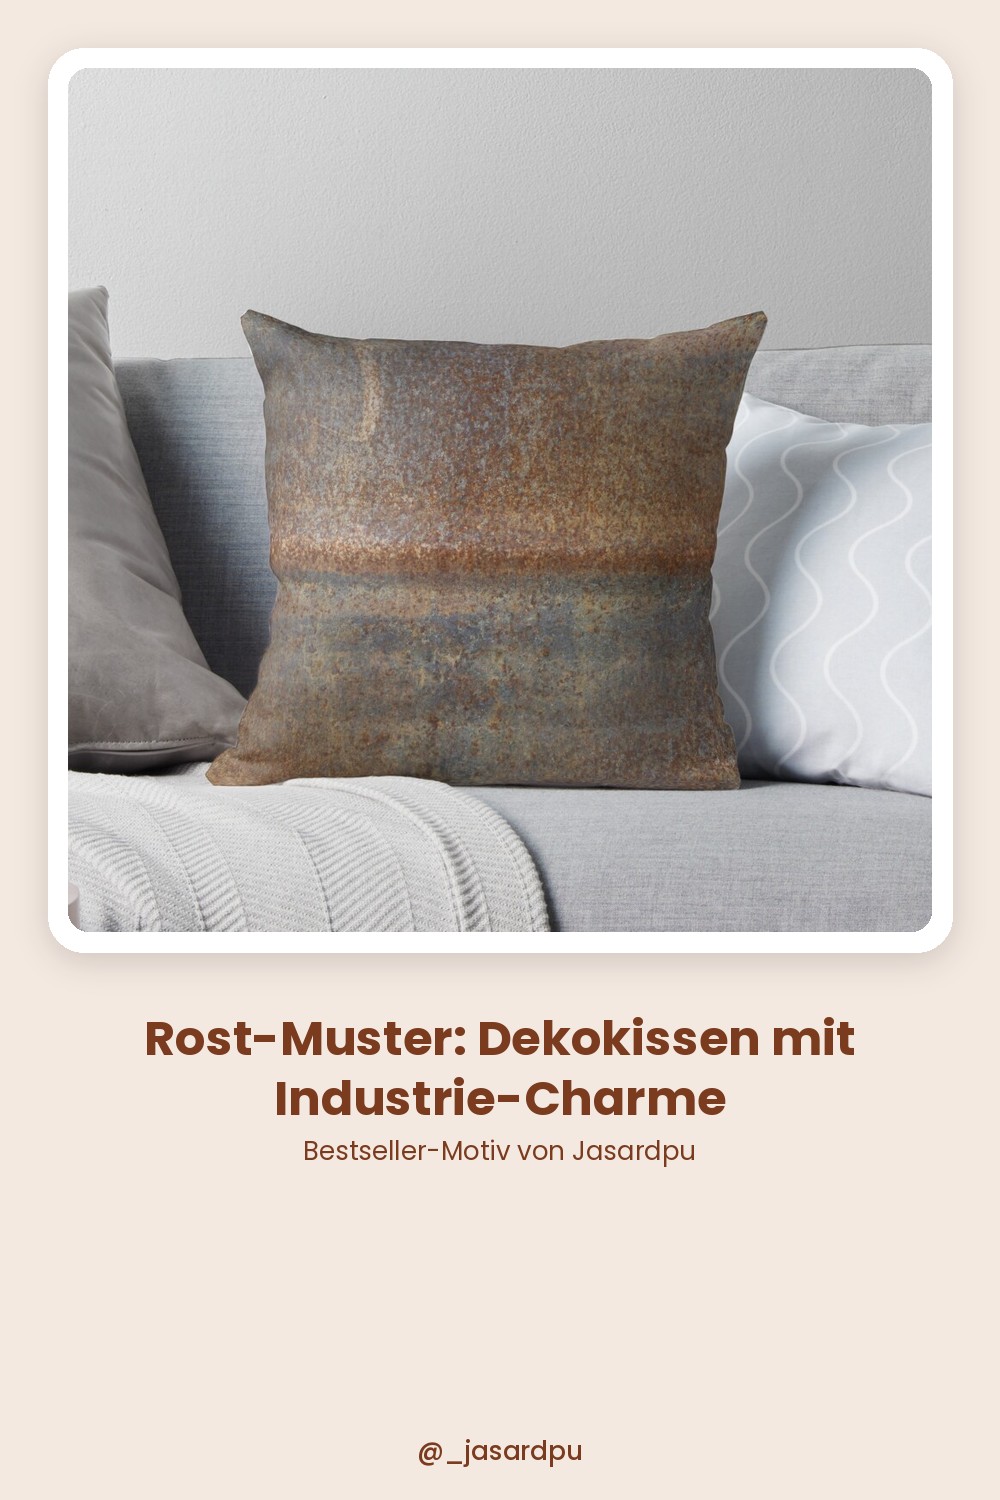 Rost-Muster: Dekokissen mit
Industrie-Charme
Bestseller-Motiv von Jasardpu
@_jasardpu